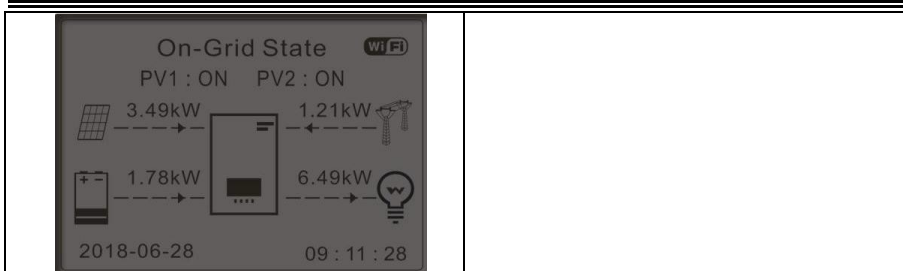 On-Grid State WiFi
PV1 : ON PV2 : ON
3.49kW 1.21kW
1.78kW 6.49kW
2018-06-28 09 : 11 : 28